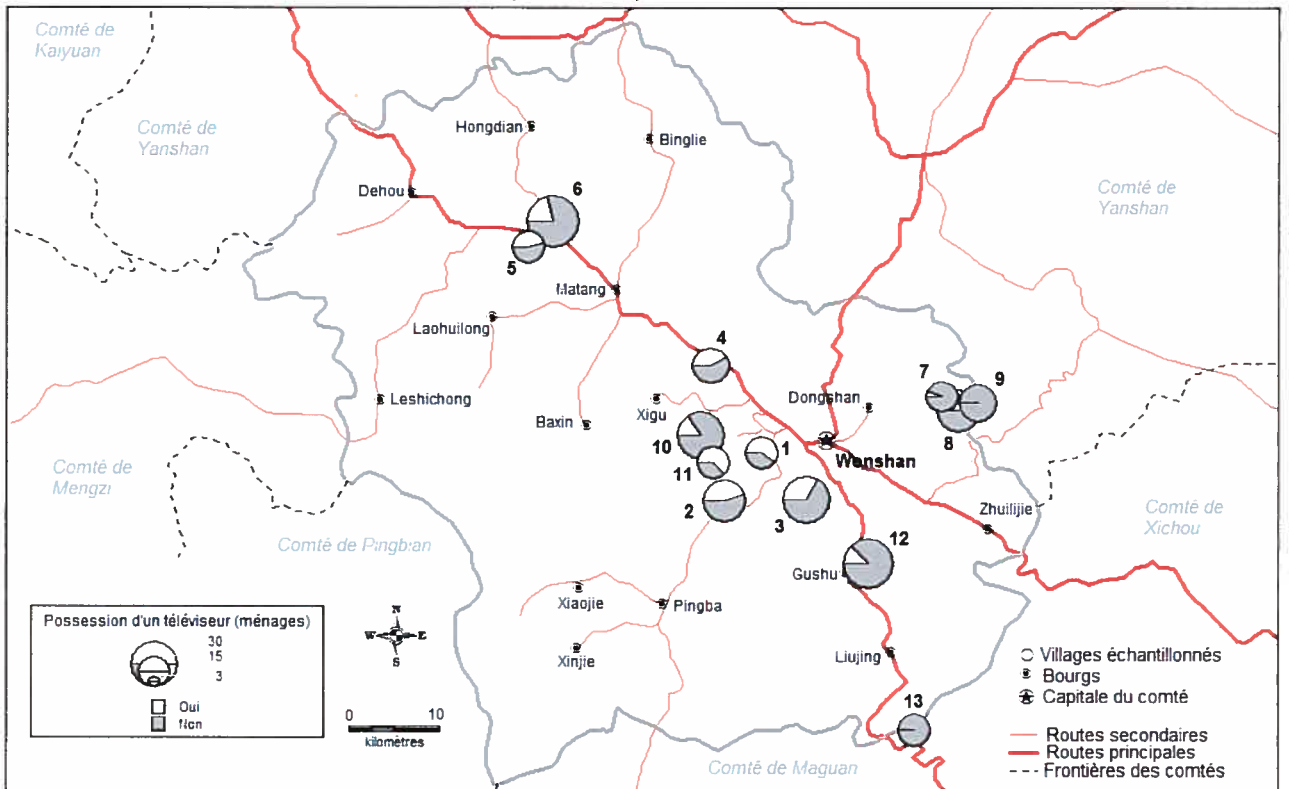 Comté de
Kaiyuan
Comté de
Yanshan
Hongdian
Binglie
Dehou
6
Comté de
Yanshan
5
Matang
Laohuilong
4
7
9
Dongshan
Leshichong
Baxin
Xigu
8
10
1
11
Wenshan
Comté de
Mengzi
2
3
Zhuilijie
Comté de
Xichou
Comté de Pingbian
12
Gushu
Xiaojie
Pingba
Xinjie
Liujing
13
Comté de Maguan
Possession d'un téléviseur (ménages)
30
15
3
Oui
Non
N
W E
S
0 10
kilomètres
Villages échantillonnés
Bourgs
Capitale du comté
Routes secondaires
Routes principales
Frontières des comtés